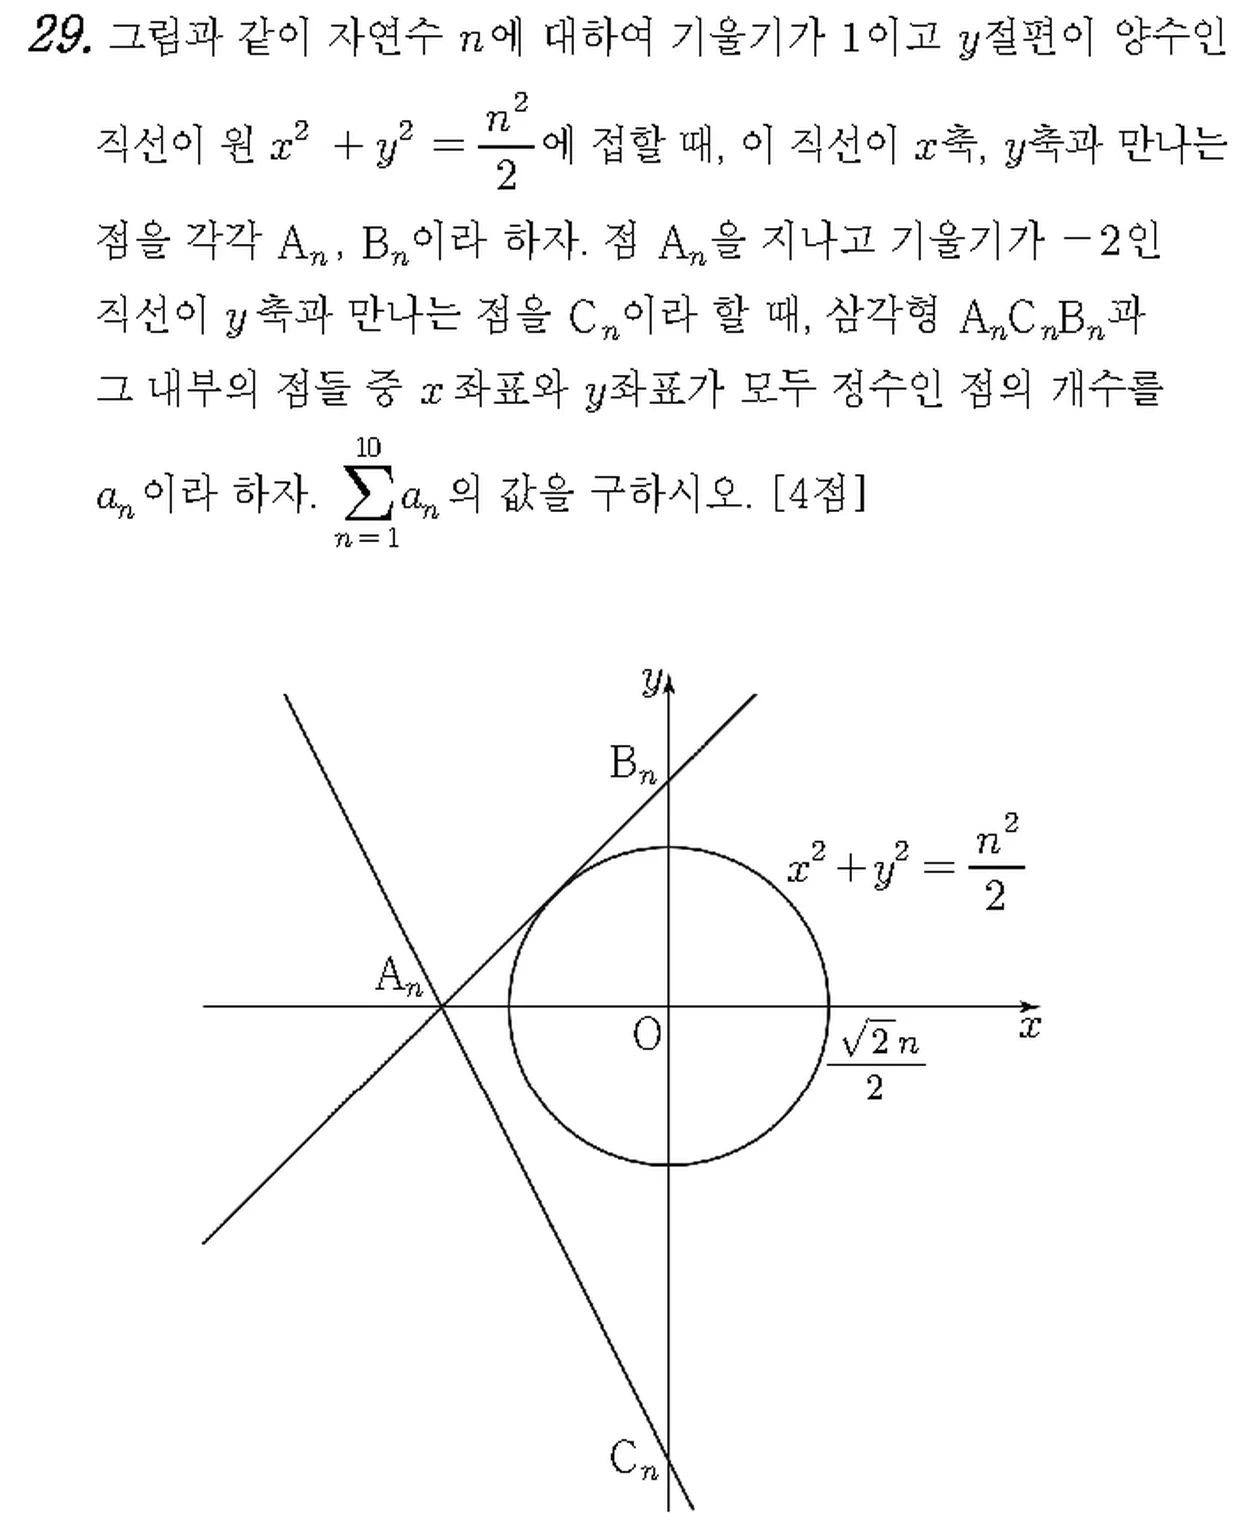 29. 그림과 같이 자연수 n에 대하여 기울기가 1이고 y절편이 양수인
직선이 원 x² + y² = n²/2에 접할 때, 이 직선이 x축, y축과 만나는
점을 각각 Aₙ, Bₙ이라 하자. 점 Aₙ을 지나고 기울기가 −2인
직선이 y축과 만나는 점을 Cₙ이라 할 때, 삼각형 AₙCₙBₙ과
그 내부의 점들 중 x좌표와 y좌표가 모두 정수인 점의 개수를
aₙ이라 하자. ∑_{n=1}^{10} aₙ의 값을 구하시오. [4점]
y
Bₙ
x² + y² = n²/2
Aₙ
O
x
√2 n/2
Cₙ